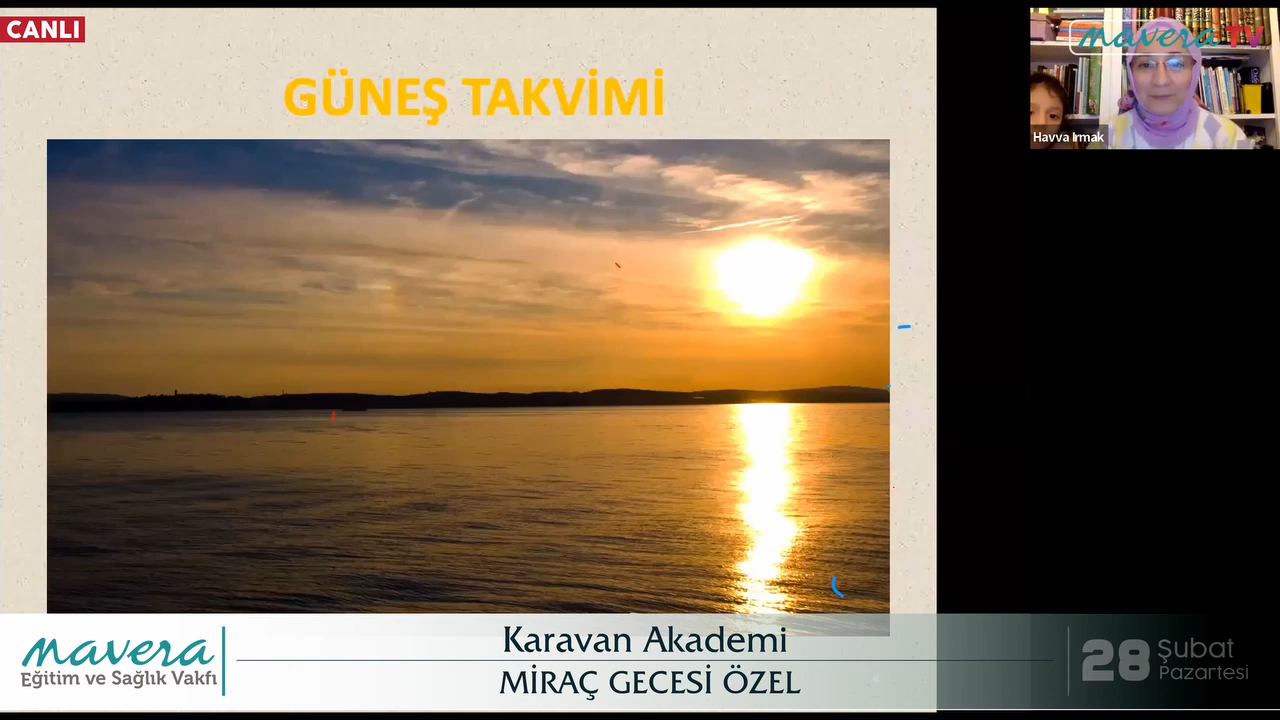 CANLI
GÜNEŞ TAKVİMİ
mavera TV
Havva Irmak
mavera
Eğitim ve Sağlık Vakfı
Karavan Akademi
MİRAÇ GECESİ ÖZEL
28 Şubat
Pazartesi